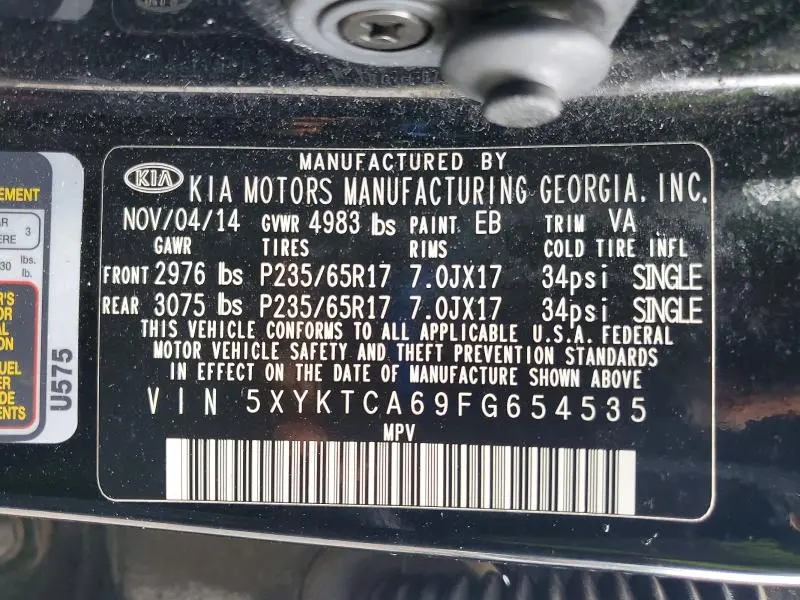 MANUFACTURED BY
KIA KIA MOTORS MANUFACTURING GEORGIA, INC.
NOV/04/14 GVWR 4983 lbs PAINT EB TRIM VA
GAWR TIRES RIMS COLD TIRE INFL
FRONT 2976 lbs P235/65R17 7.0JX17 34psi SINGLE
REAR 3075 lbs P235/65R17 7.0JX17 34psi SINGLE
THIS VEHICLE CONFORMS TO ALL APPLICABLE U.S.A. FEDERAL
MOTOR VEHICLE SAFETY AND THEFT PREVENTION STANDARDS
IN EFFECT ON THE DATE OF MANUFACTURE SHOWN ABOVE
VIN 5XYKTCA69FG654535
MPV
U575
3
lbs.
lb.